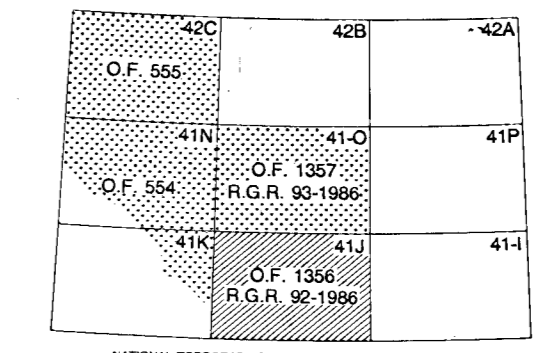 42C 42B 42A
O.F. 555
41N 41-O 41P
O.F. 1357
O.F. 554 R.G.R. 93-1986
41K 41J 41-I
O.F. 1356
R.G.R. 92-1986